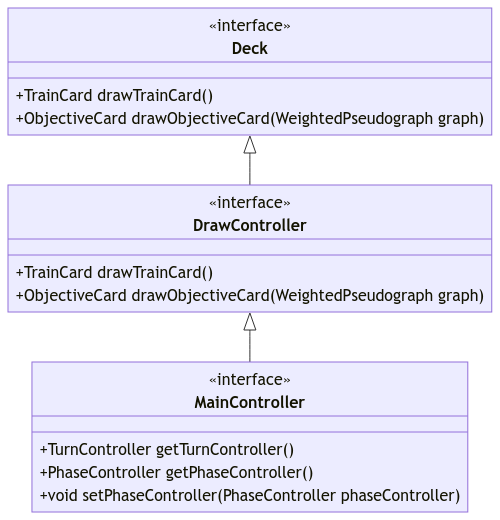 «interface»
Deck
+TrainCard drawTrainCard()
+ObjectiveCard drawObjectiveCard(WeightedPseudograph graph)
«interface»
DrawController
+TrainCard drawTrainCard()
+ObjectiveCard drawObjectiveCard(WeightedPseudograph graph)
«interface»
MainController
+TurnController getTurnController()
+PhaseController getPhaseController()
+void setPhaseController(PhaseController phaseController)